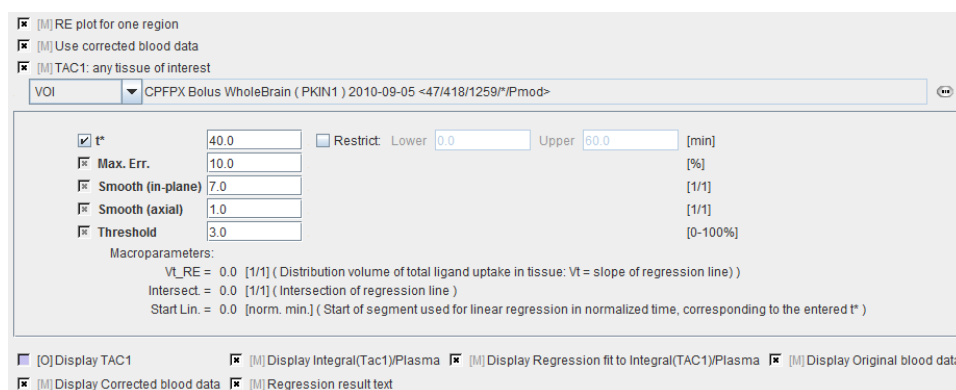 [M] RE plot for one region
[M] Use corrected blood data
[M] TAC1: any tissue of interest
VOI CPFPX Bolus WholeBrain ( PKIN1 ) 2010-09-05 <47/418/1259/*/Pmod>
t* 40.0 Restrict Lower 0.0 Upper 60.0 [min]
Max. Err. 10.0 [%]
Smooth (in-plane) 7.0 [1/1]
Smooth (axial) 1.0 [1/1]
Threshold 3.0 [0-100%]
Macroparameters:
Vt_RE = 0.0 [1/1] ( Distribution volume of total ligand uptake in tissue: Vt = slope of regression line) )
Intersect. = 0.0 [1/1] ( Intersection of regression line )
Start Lin. = 0.0 [norm. min.] ( Start of segment used for linear regression in normalized time, corresponding to the entered t* )
[O] Display TAC1 [M] Display Integral(Tac1)/Plasma [M] Display Regression fit to Integral(TAC1)/Plasma [M] Display Original blood data
[M] Display Corrected blood data [M] Regression result text